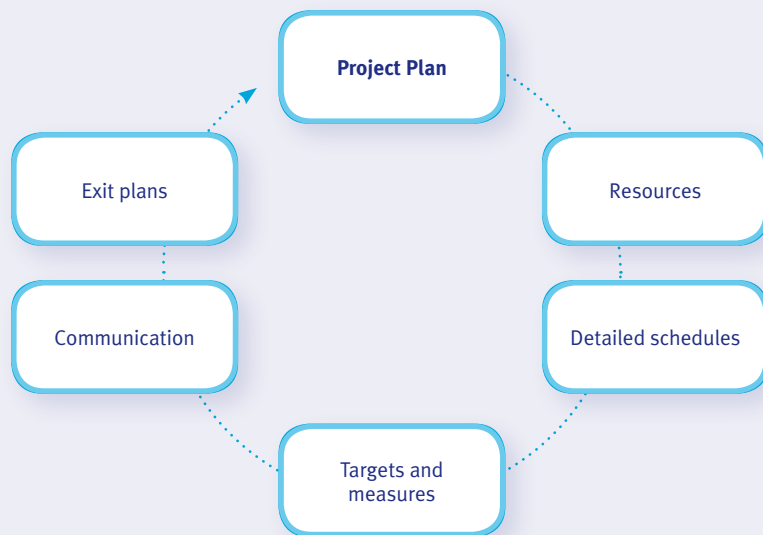 Project Plan
Exit plans
Resources
Communication
Detailed schedules
Targets and
measures